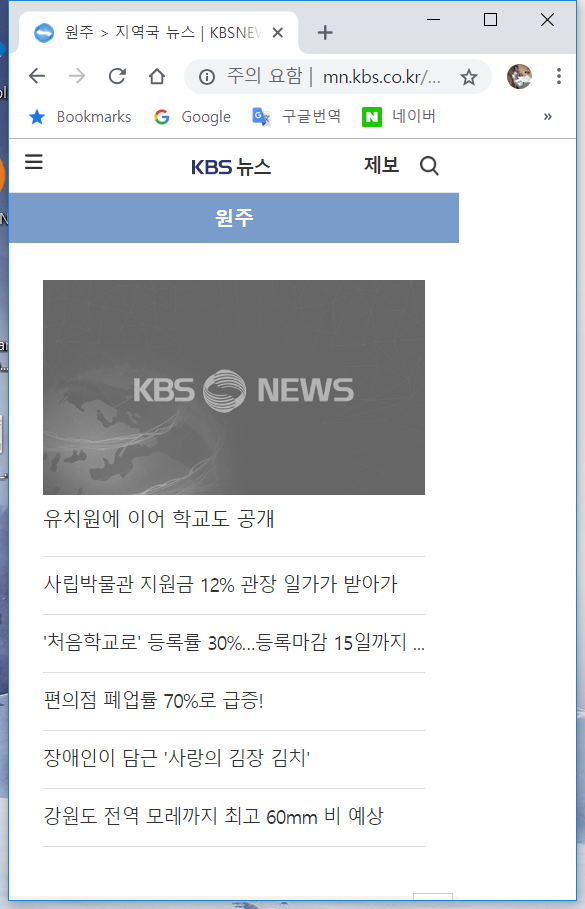 원주 > 지역국 뉴스 | KBSNEW
주의 요함 | mn.kbs.co.kr/...
Bookmarks Google 구글번역 네이버 »
KBS 뉴스 제보
원주
KBS NEWS
유치원에 이어 학교도 공개
사립박물관 지원금 12% 관장 일가가 받아가
'처음학교로' 등록률 30%...등록마감 15일까지 ...
편의점 폐업률 70%로 급증!
장애인이 담근 '사랑의 김장 김치'
강원도 전역 모레까지 최고 60mm 비 예상